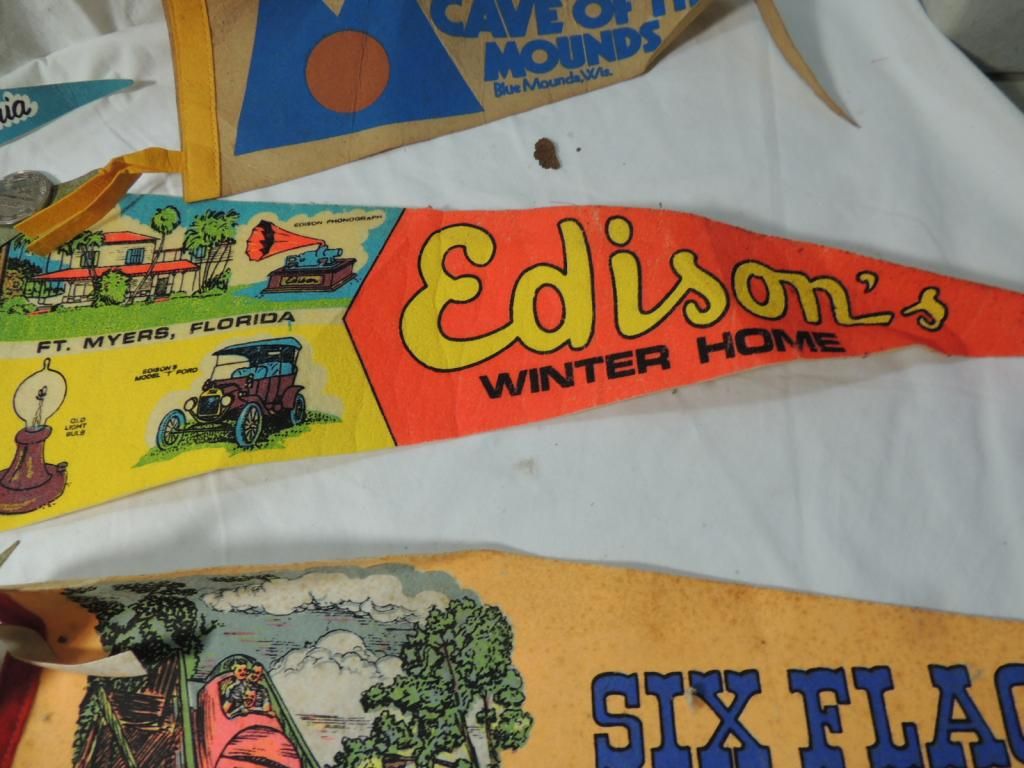 CAVE OF
MOUNDS
Blue Mounds, Wis.
EDISON PHONOGRAPH
Edison
FT. MYERS, FLORIDA
EDISON'S
MODEL "T" FORD
OLD
LIGHT
BULB
Edison's
WINTER HOME
SIX FLAG